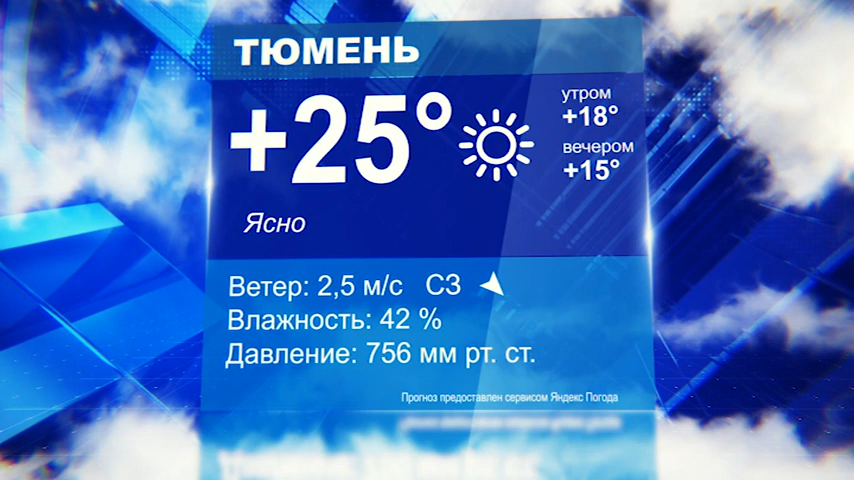 ТЮМЕНЬ
+25°
утром
+18°
вечером
+15°
Ясно
Ветер: 2,5 м/с СЗ
Влажность: 42 %
Давление: 756 мм рт. ст.
Прогноз предоставлен сервисом Яндекс Погода